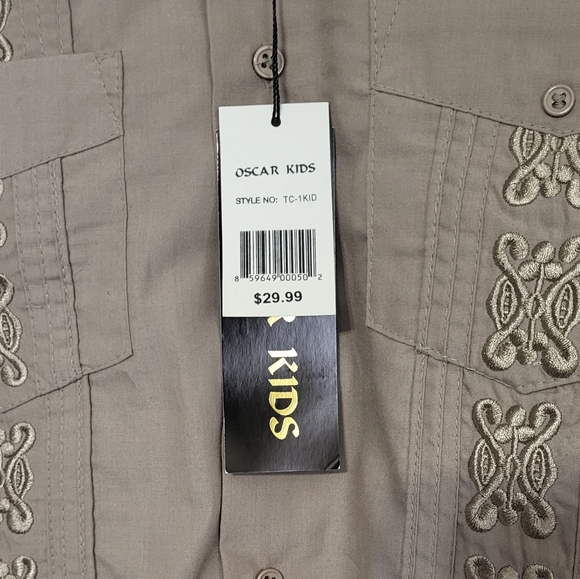 OSCAR KIDS
STYLE NO: TC-1KID
8 59649 00050 2
$29.99
R KIDS